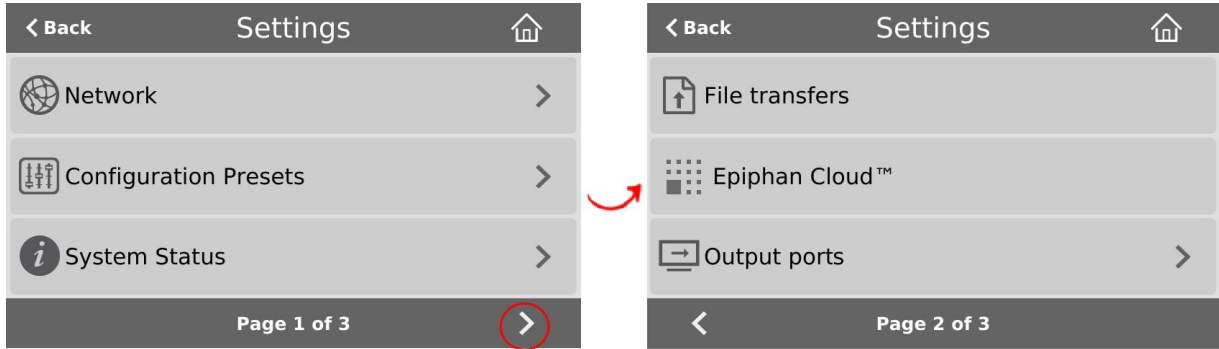 Back Settings
Network
Configuration Presets
i System Status
Page 1 of 3
Back Settings
File transfers
Epiphan Cloud™
Output ports
Page 2 of 3